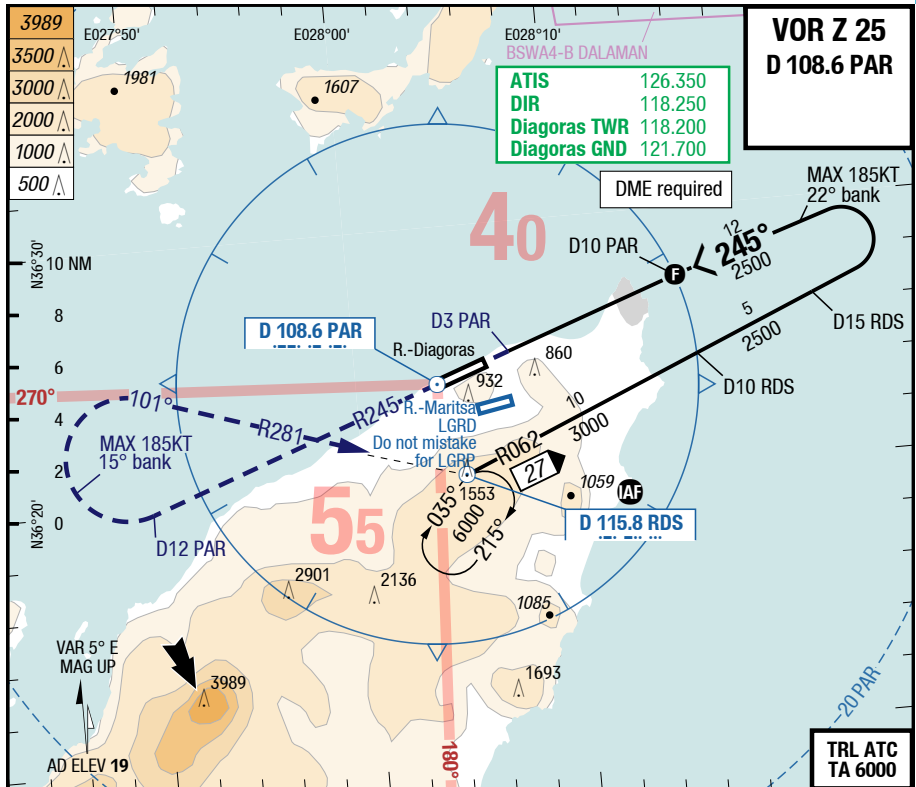 3989
3500
3000
2000
1000
500
E027°50'
E028°00'
E028°10'
BSWA4-B DALAMAN
VOR Z 25
D 108.6 PAR
1981
1607
ATIS 126.350
DIR 118.250
Diagoras TWR 118.200
Diagoras GND 121.700
DME required
MAX 185KT
22° bank
40
12
245°
2500
D10 PAR
F
N36°30'
10 NM
8
6
4
2
0
N36°20'
5
2500
D15 RDS
D10 RDS
D 108.6 PAR
D3 PAR
R.-Diagoras
860
932
270°
101°
R281
R245
R.-Maritsa
LGRD
Do not mistake
for LGRP
MAX 185KT
15° bank
10
3000
R062
27
1059
IAF
1553
035°
6000
215°
D 115.8 RDS
D12 PAR
55
2901
2136
1085
VAR 5° E
MAG UP
3989
1693
20 PAR
180°
AD ELEV 19
TRL ATC
TA 6000